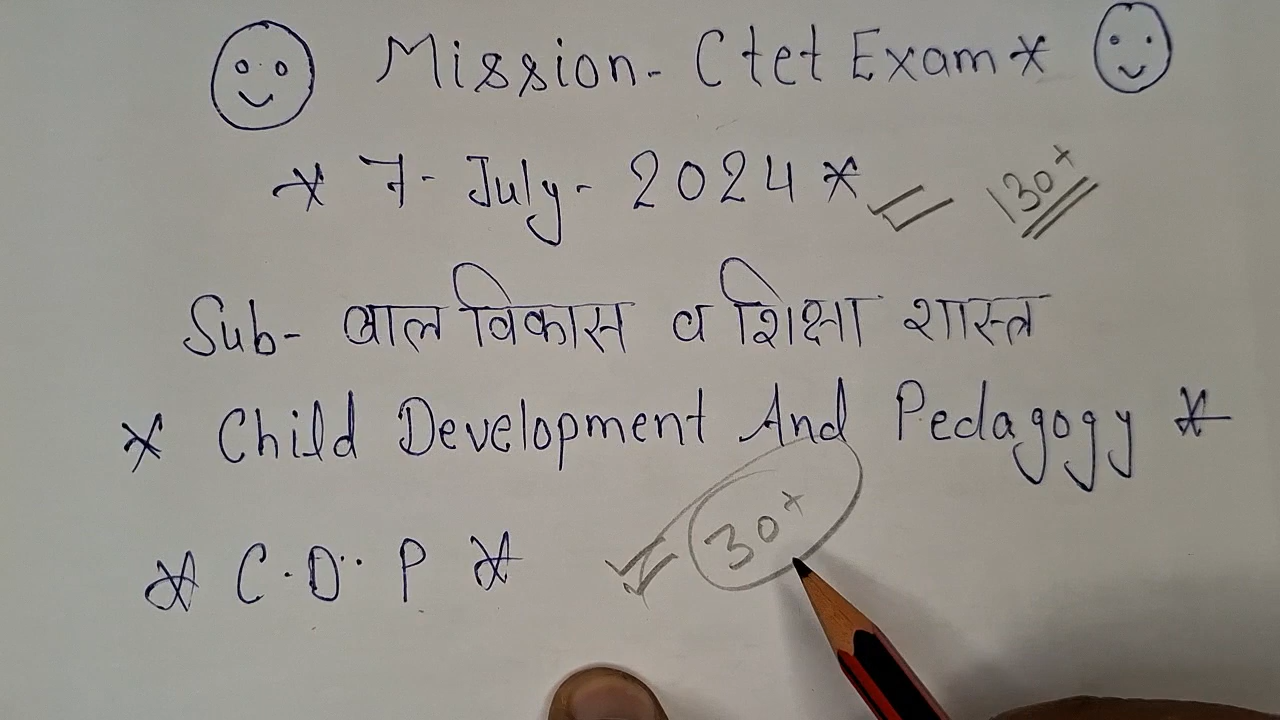 Mission- Ctet Exam *
* 7- July- 2024 * 130+
Sub- बाल विकास व शिक्षा शास्त्र
* Child Development And Pedagogy *
* C.D.. P * 30+